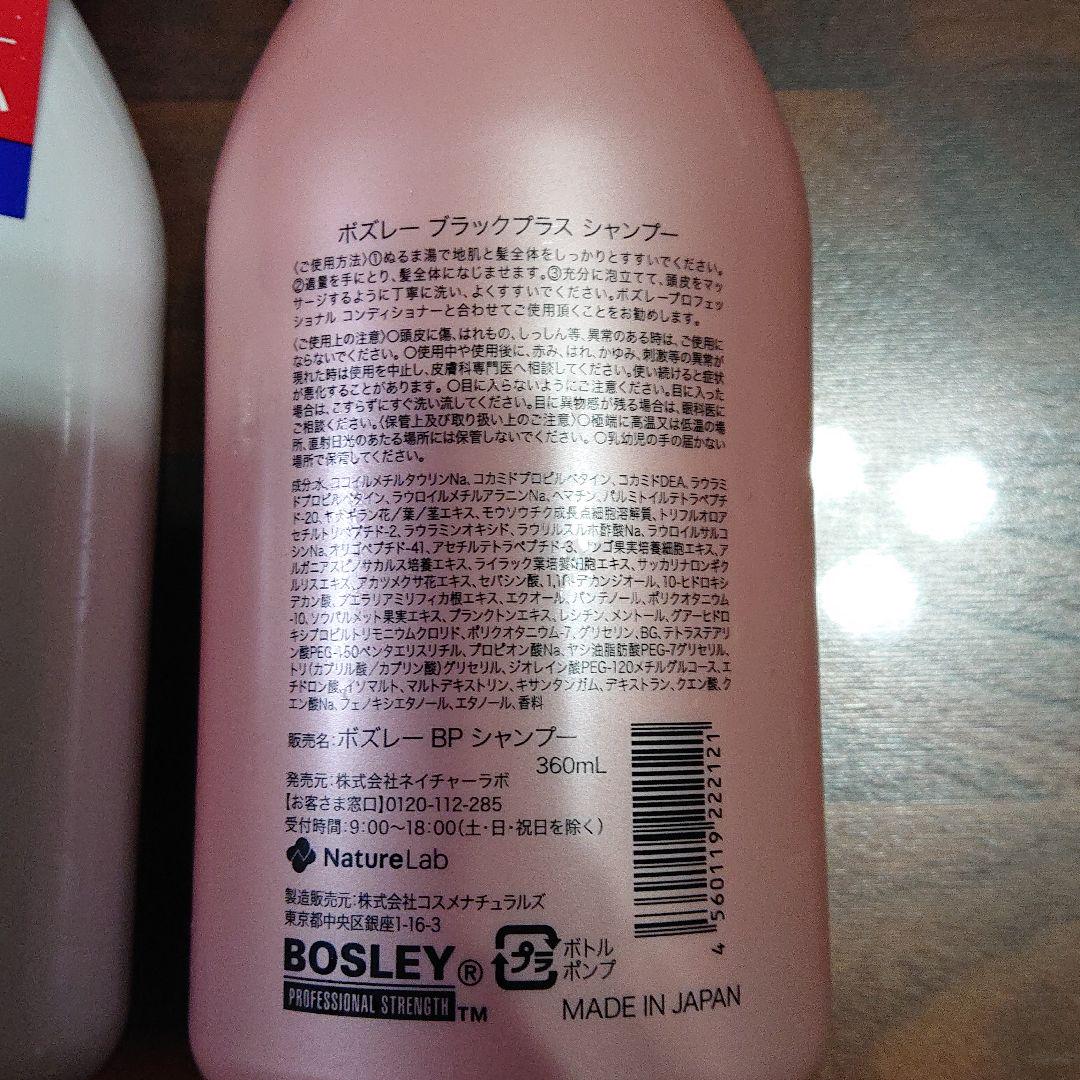 ボズレー ブラックプラス シャンプー
〈ご使用方法〉①ぬるま湯で地肌と髪全体をしっかりとすすいでください。
②適量を手にとり、髪全体になじませます。③充分に泡立てて、頭皮をマッ
サージするように丁寧に洗い、よくすすいでください。ボズレープロフェッ
ショナル コンディショナーと合わせてご使用頂くことをお勧めします。
〈ご使用上の注意〉〇頭皮に傷、はれもの、しっしん等、異常のある時は、ご使用に
ならないでください。〇使用中や使用後に、赤み、はれ、かゆみ、刺激等の異常が
現れた時は使用を中止し、皮膚科専門医へ相談してください。使い続けると症状
が悪化することがあります。〇目に入らないようにご注意ください。目に入った
場合は、こすらずにすぐ洗い流してください。目に異物感が残る場合は、眼科医に
ご相談ください。〈保管上及び取り扱い上のご注意〉〇極端に高温又は低温の場
所、直射日光のあたる場所には保管しないでください。〇乳幼児の手の届かない
場所で保管してください。
成分:水、ココイルメチルタウリンNa、コカミドプロピルベタイン、コカミドDEA、ラウラミ
ドプロピルベタイン、ラウロイルメチルアラニンNa、ヘマチン、パルミトイルテトラペプチ
ド-20、ヤナギラン花/葉/茎エキス、モウソウチク成長点細胞溶解質、トリフルオロア
セチルトリペプチド-2、ラウラミンオキシド、ラウリルスルホ酢酸Na、ラウロイルサルコ
シンNa、オリゴペプチド-41、アセチルテトラペプチド-3、リンゴ果実培養細胞エキス、ア
ルガニアスピノサカルス培養エキス、ライラック葉培養細胞エキス、サッカリナロンギク
ルリスエキス、アカツメクサ花エキス、セバシン酸、1,10-デカンジオール、10-ヒドロキシ
デカン酸、プエラリアミリフィカ根エキス、エクオール、パンテノール、ポリクオタニウム
-10、ソウパルメット果実エキス、プランクトンエキス、レシチン、メントール、グアーヒドロ
キシプロピルトリモニウムクロリド、ポリクオタニウム-7、グリセリン、BG、テトラステアリ
ン酸PEG-150ペンタエリスリチル、プロピオン酸Na、ヤシ油脂肪酸PEG-7グリセリル、
トリ(カプリル酸/カプリン酸)グリセリル、ジオレイン酸PEG-120メチルグルコース、エ
チドロン酸、イソマルト、マルトデキストリン、キサンタンガム、デキストラン、クエン酸、ク
エン酸Na、フェノキシエタノール、エタノール、香料
販売名:ボズレー BP シャンプー
360mL
発売元:株式会社ネイチャーラボ
【お客さま窓口】0120-112-285
受付時間:9:00〜18:00(土・日・祝日を除く)
NatureLab
製造販売元:株式会社コスメナチュラルズ
東京都中央区銀座1-16-3
BOSLEY®
PROFESSIONAL STRENGTH™
プラ
ボトル
ポンプ
MADE IN JAPAN
4 560119 222121